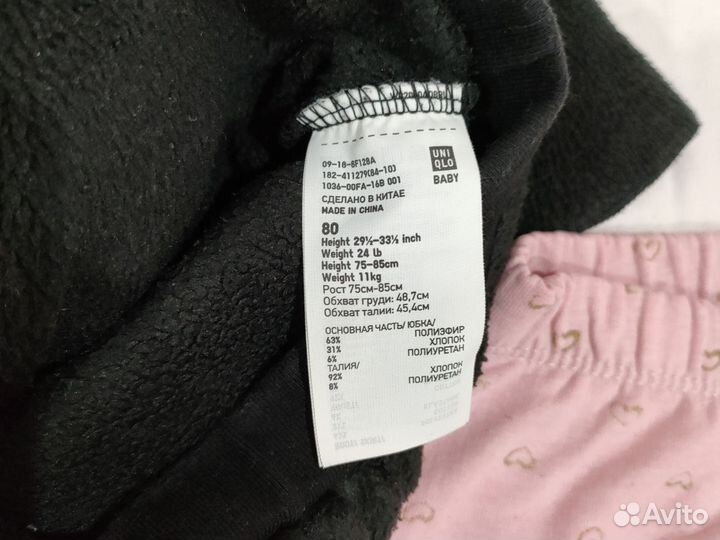 09-18-8F128A
182-411279(84-10)
1036-00FA-16B 001
UNI
QLO
BABY
СДЕЛАНО В КИТАЕ
MADE IN CHINA
80
Height 29½–33½ inch
Weight 24 lb
Height 75–85cm
Weight 11kg
Рост 75см-85см
Обхват груди: 48,7см
Обхват талии: 45,4см
ОСНОВНАЯ ЧАСТЬ/ ЮБКА/
63% ПОЛИЭФИР
31% ХЛОПОК
6% ПОЛИУРЕТАН
ТАЛИЯ/
92% ХЛОПОК
8% ПОЛИУРЕТАН
Avito